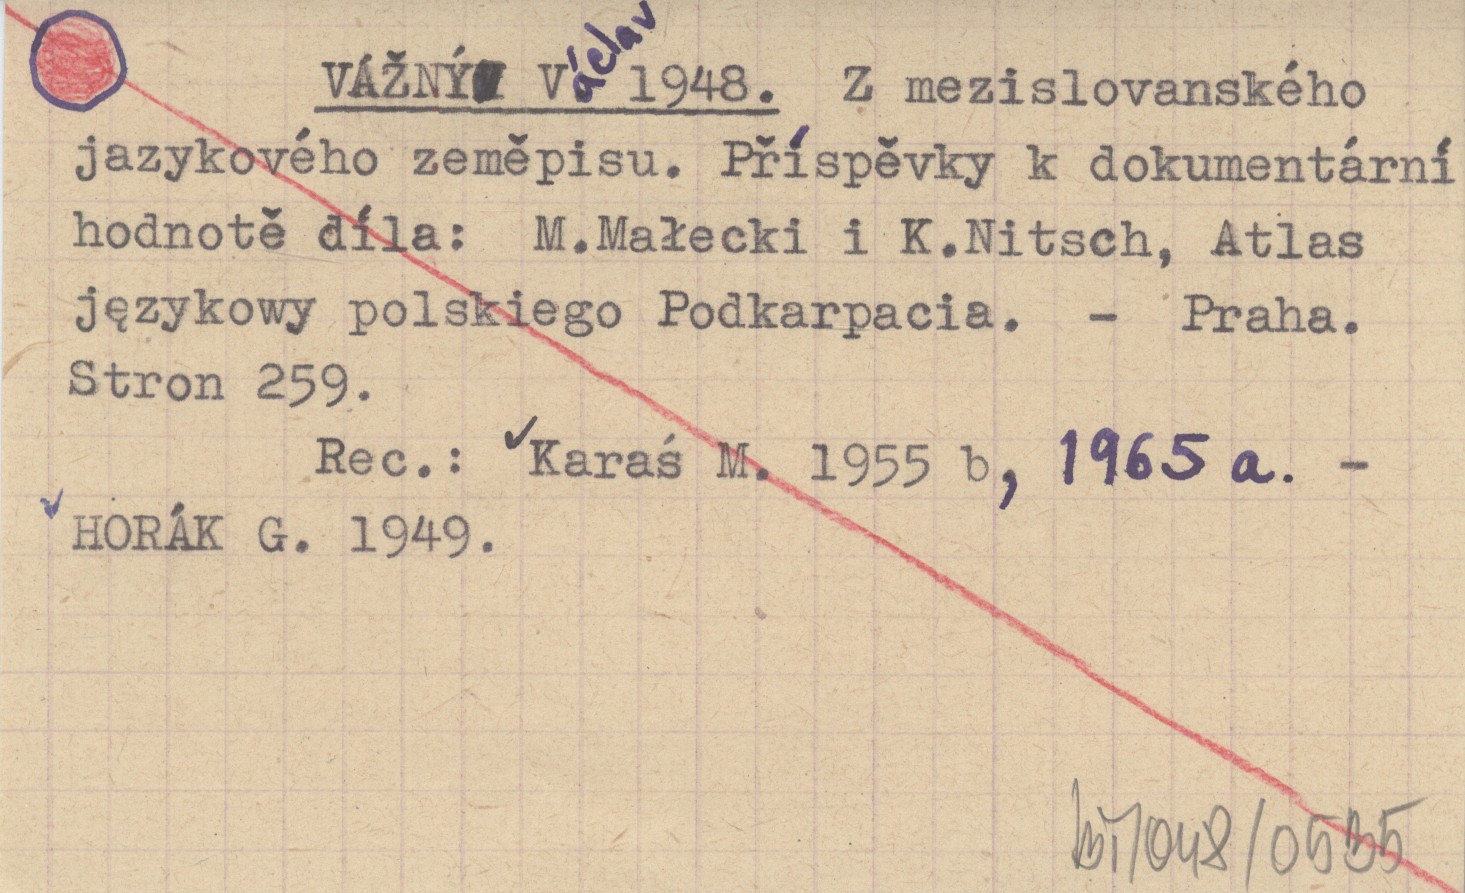 VÁŽNÝ Václav 1948. Z mezislovanského
jazykového zeměpisu. Příspěvky k dokumentární
hodnotě díla: M.Małecki i K.Nitsch, Atlas
językowy polskiego Podkarpacia. - Praha.
Stron 259.
Rec.: ✓Karaś M. 1955 b, 1965 a. -
✓HORÁK G. 1949.